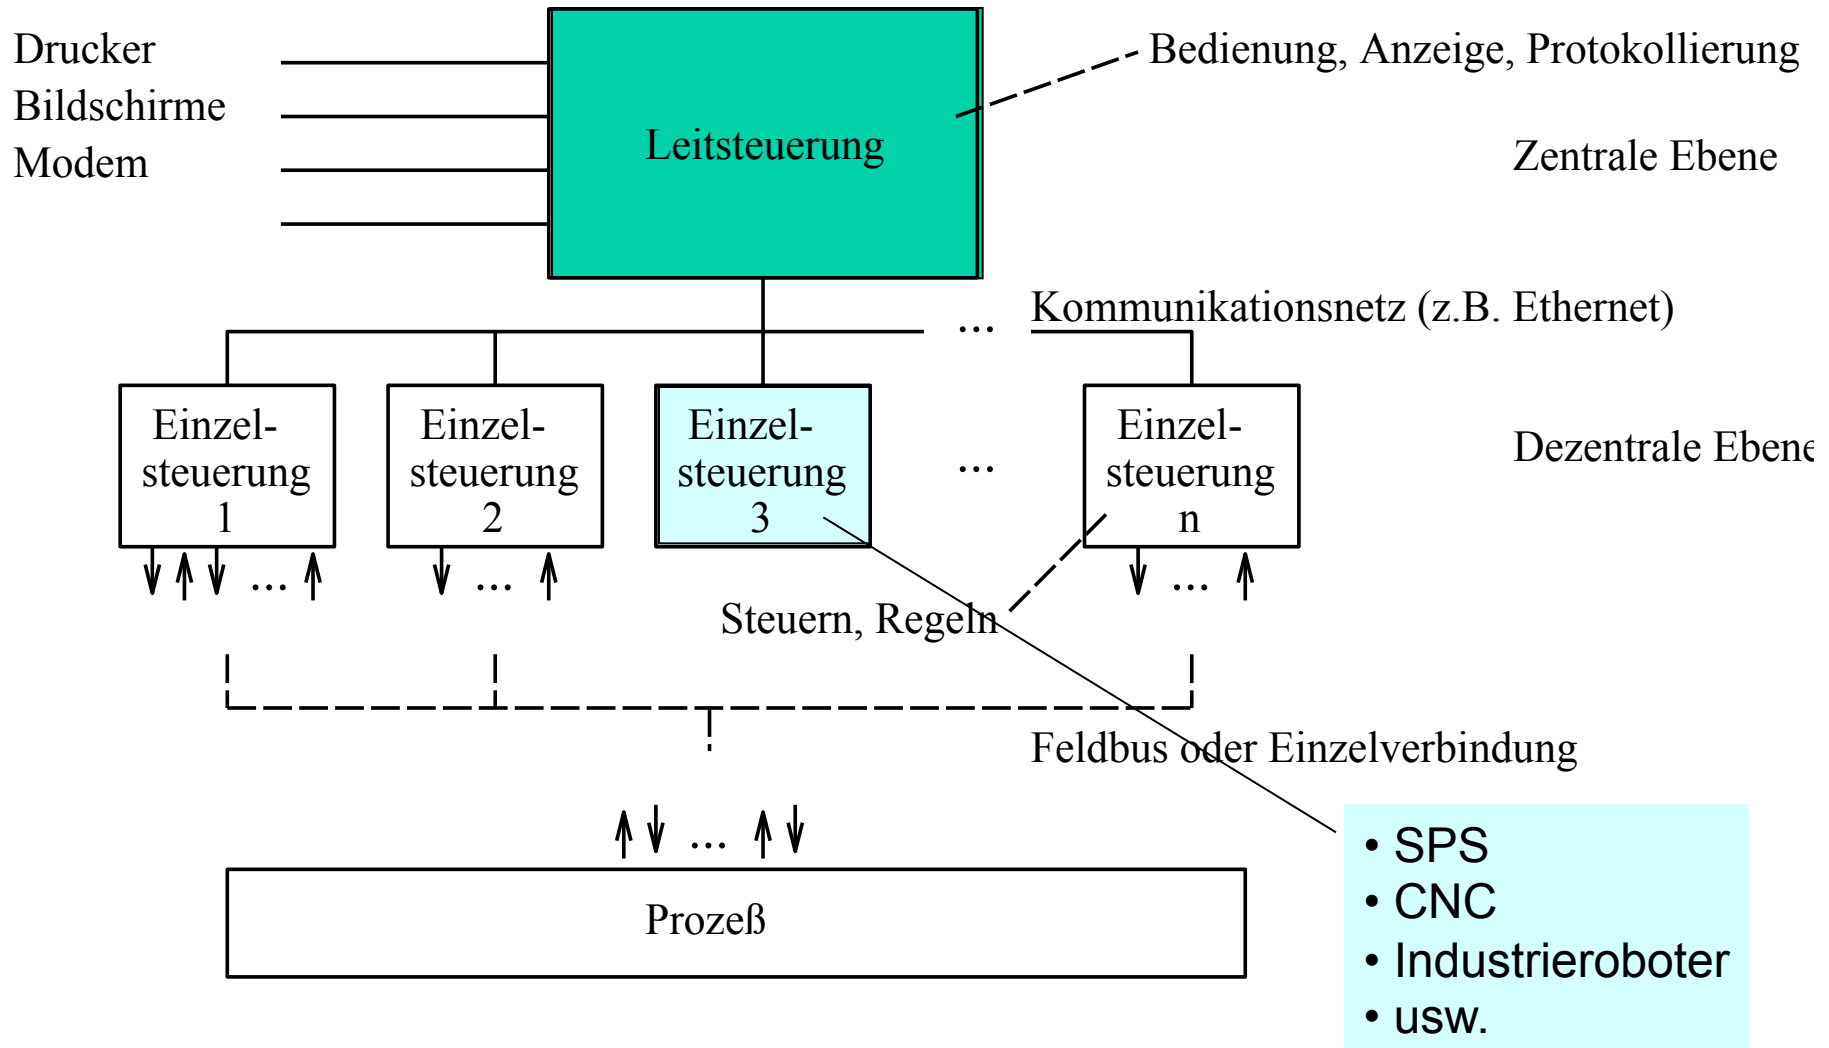 Drucker
Bildschirme
Modem
Leitsteuerung
Bedienung, Anzeige, Protokollierung
Zentrale Ebene
Kommunikationsnetz (z.B. Ethernet)
...
Einzel-
steuerung
1
Einzel-
steuerung
2
Einzel-
steuerung
3
...
Einzel-
steuerung
n
Dezentrale Ebene
...
...
...
Steuern, Regeln
Feldbus oder Einzelverbindung
...
Prozeß
• SPS
• CNC
• Industrieroboter
• usw.